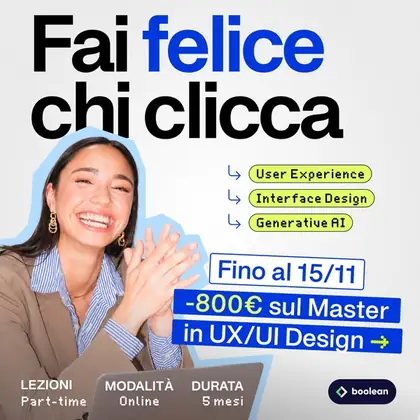 Fai felice
chi clicca
User Experience
Interface Design
Generative AI
Fino al 15/11
-800€ sul Master
in UX/UI Design →
LEZIONI
Part-time
MODALITÀ
Online
DURATA
5 mesi
boolean